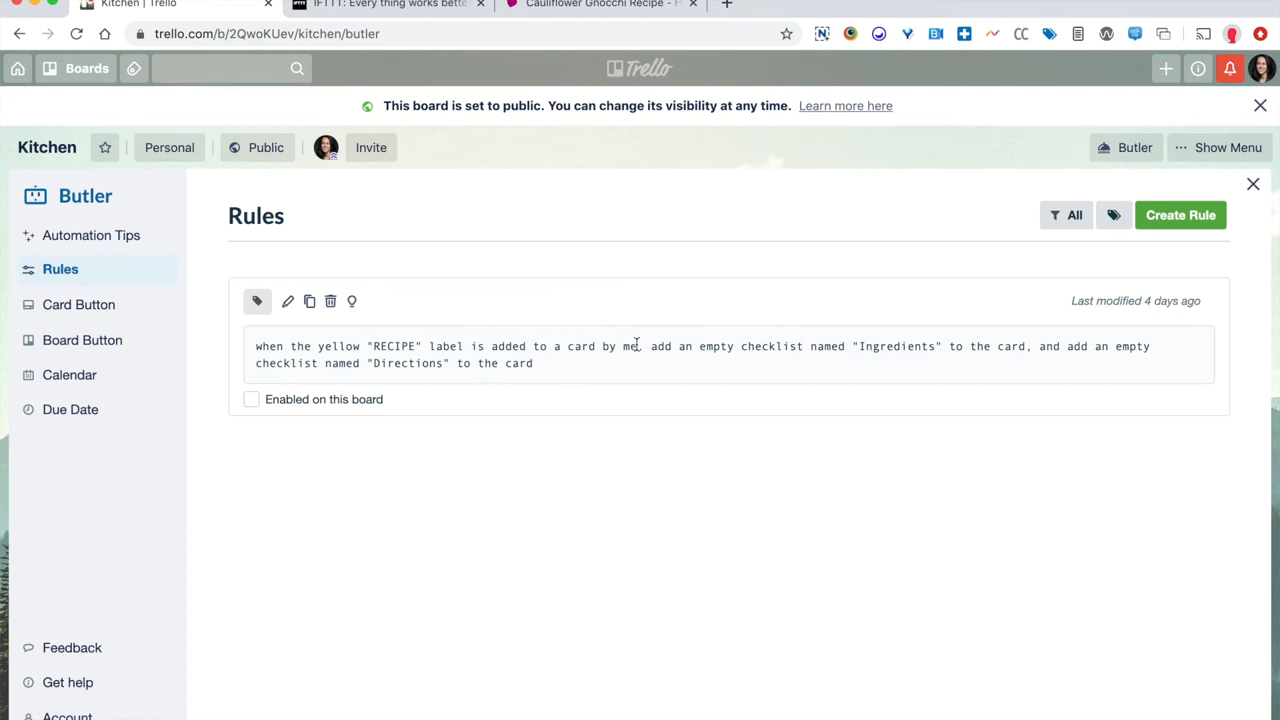 Kitchen | Trello
IFTTT: Every thing works bette
Cauliflower Gnocchi Recipe - H
trello.com/b/2QwoKUev/kitchen/butler
Boards
Trello
This board is set to public. You can change its visibility at any time. Learn more here
Kitchen
Personal
Public
Invite
Butler
Show Menu
Butler
Automation Tips
Rules
Card Button
Board Button
Calendar
Due Date
Feedback
Get help
Account
Rules
All
Create Rule
Last modified 4 days ago
when the yellow "RECIPE" label is added to a card by me, add an empty checklist named "Ingredients" to the card, and add an empty
checklist named "Directions" to the card
Enabled on this board